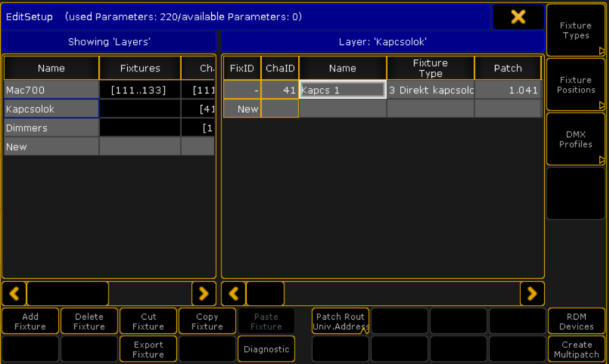 EditSetup (used Parameters: 220/available Parameters: 0)
Showing 'Layers'
Layer: 'Kapcsolok'
Name Fixtures Ch
Mac700 [111..133] [111
Kapcsolok [41
Dimmers [1
New
FixID ChaID Name Fixture Type Patch
- 41 Kapcs 1 3 Direkt kapcsolc 1.041
New
Fixture
Types
Fixture
Positions
DMX
Profiles
Add
Fixture
Delete
Fixture
Cut
Fixture
Copy
Fixture
Paste
Fixture
Patch Rout
Univ.Address
RDM
Devices
Export
Fixture
Diagnostic
Create
Multipatch